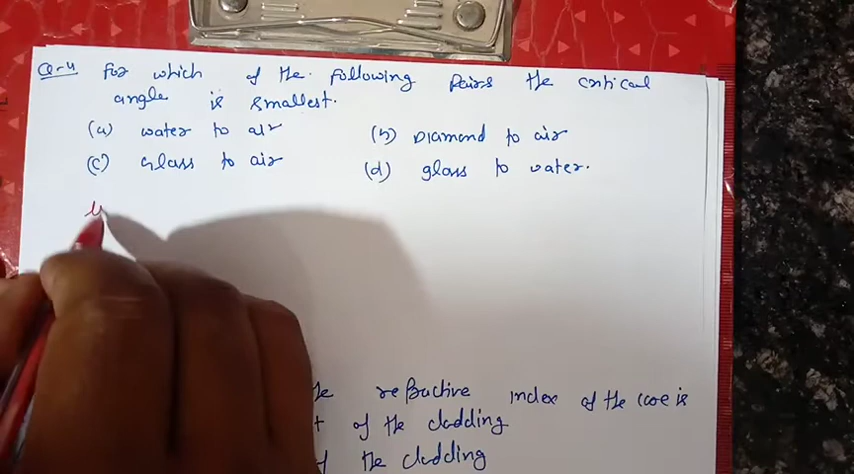 Q-4 For which of the following pairs the critical
angle is smallest.
(a) water to air (b) Diamond to air
(c) Glass to air (d) glass to water.
μ
refractive index of the core is
of the cladding
of the cladding